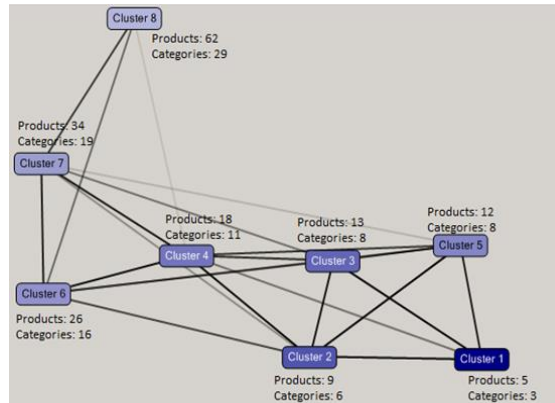 Cluster 8
Products: 62
Categories: 29
Products: 34
Categories: 19
Cluster 7
Products: 18
Categories: 11
Cluster 4
Products: 13
Categories: 8
Cluster 3
Products: 12
Categories: 8
Cluster 5
Cluster 6
Products: 26
Categories: 16
Cluster 2
Products: 9
Categories: 6
Cluster 1
Products: 5
Categories: 3